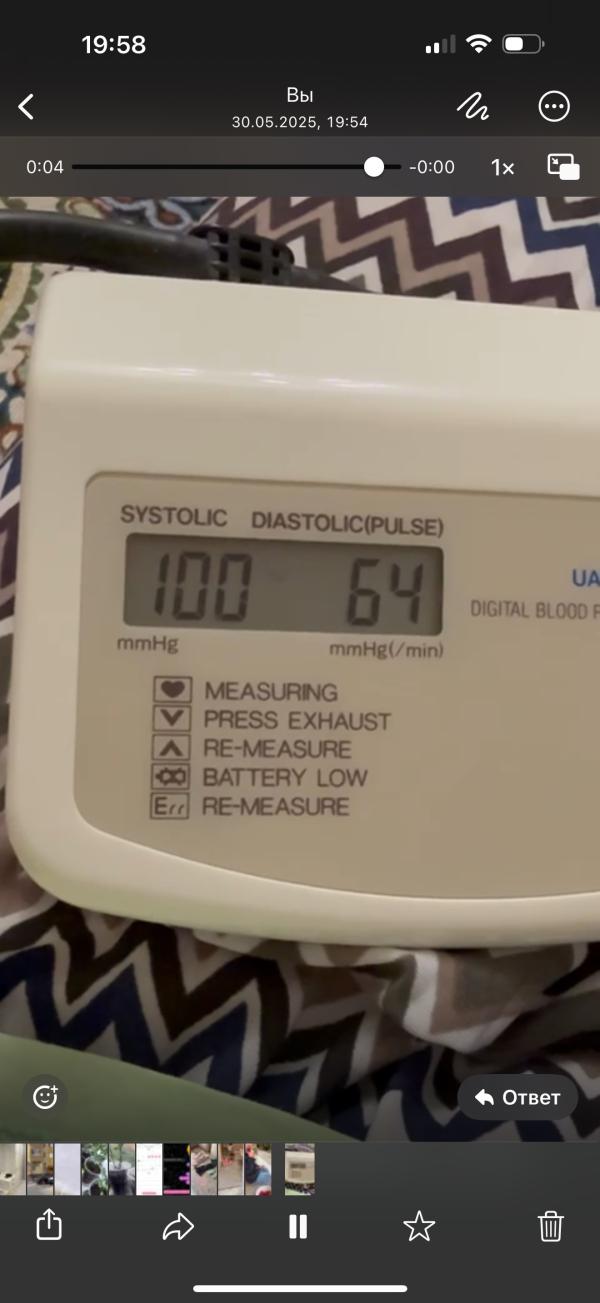 19:58
Вы
30.05.2025, 19:54
0:04 -0:00 1×
SYSTOLIC DIASTOLIC(PULSE)
100 64
UA
mmHg mmHg(/min)
DIGITAL BLOOD P
MEASURING
PRESS EXHAUST
RE-MEASURE
BATTERY LOW
Err RE-MEASURE
Ответ